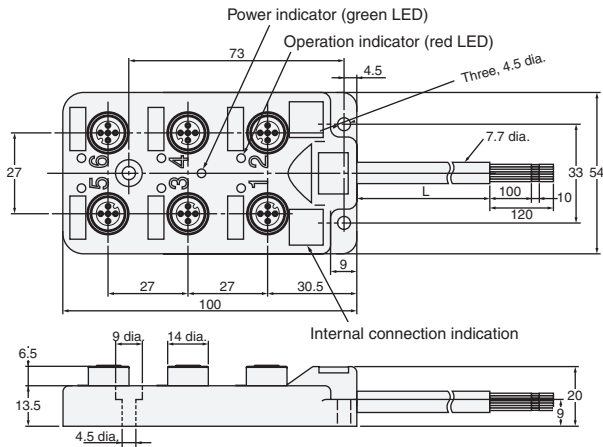 Power indicator (green LED)
Operation indicator (red LED)
73
4.5
Three, 4.5 dia.
7.7 dia.
27
6
4
2
5
3
1
33
54
L
100
10
120
9
27
27
30.5
100
Internal connection indication
9 dia.
14 dia.
6.5
13.5
4.5 dia.
20
9